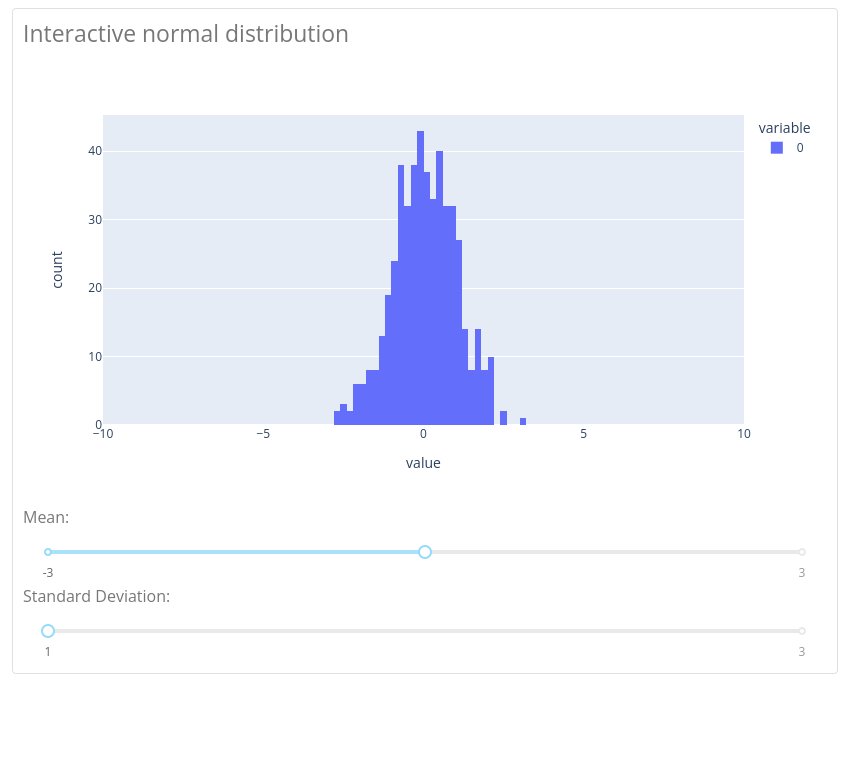 Interactive normal distribution
variable
0
40
30
20
10
0
count
−10
−5
0
5
10
value
Mean:
-3
3
Standard Deviation:
1
3